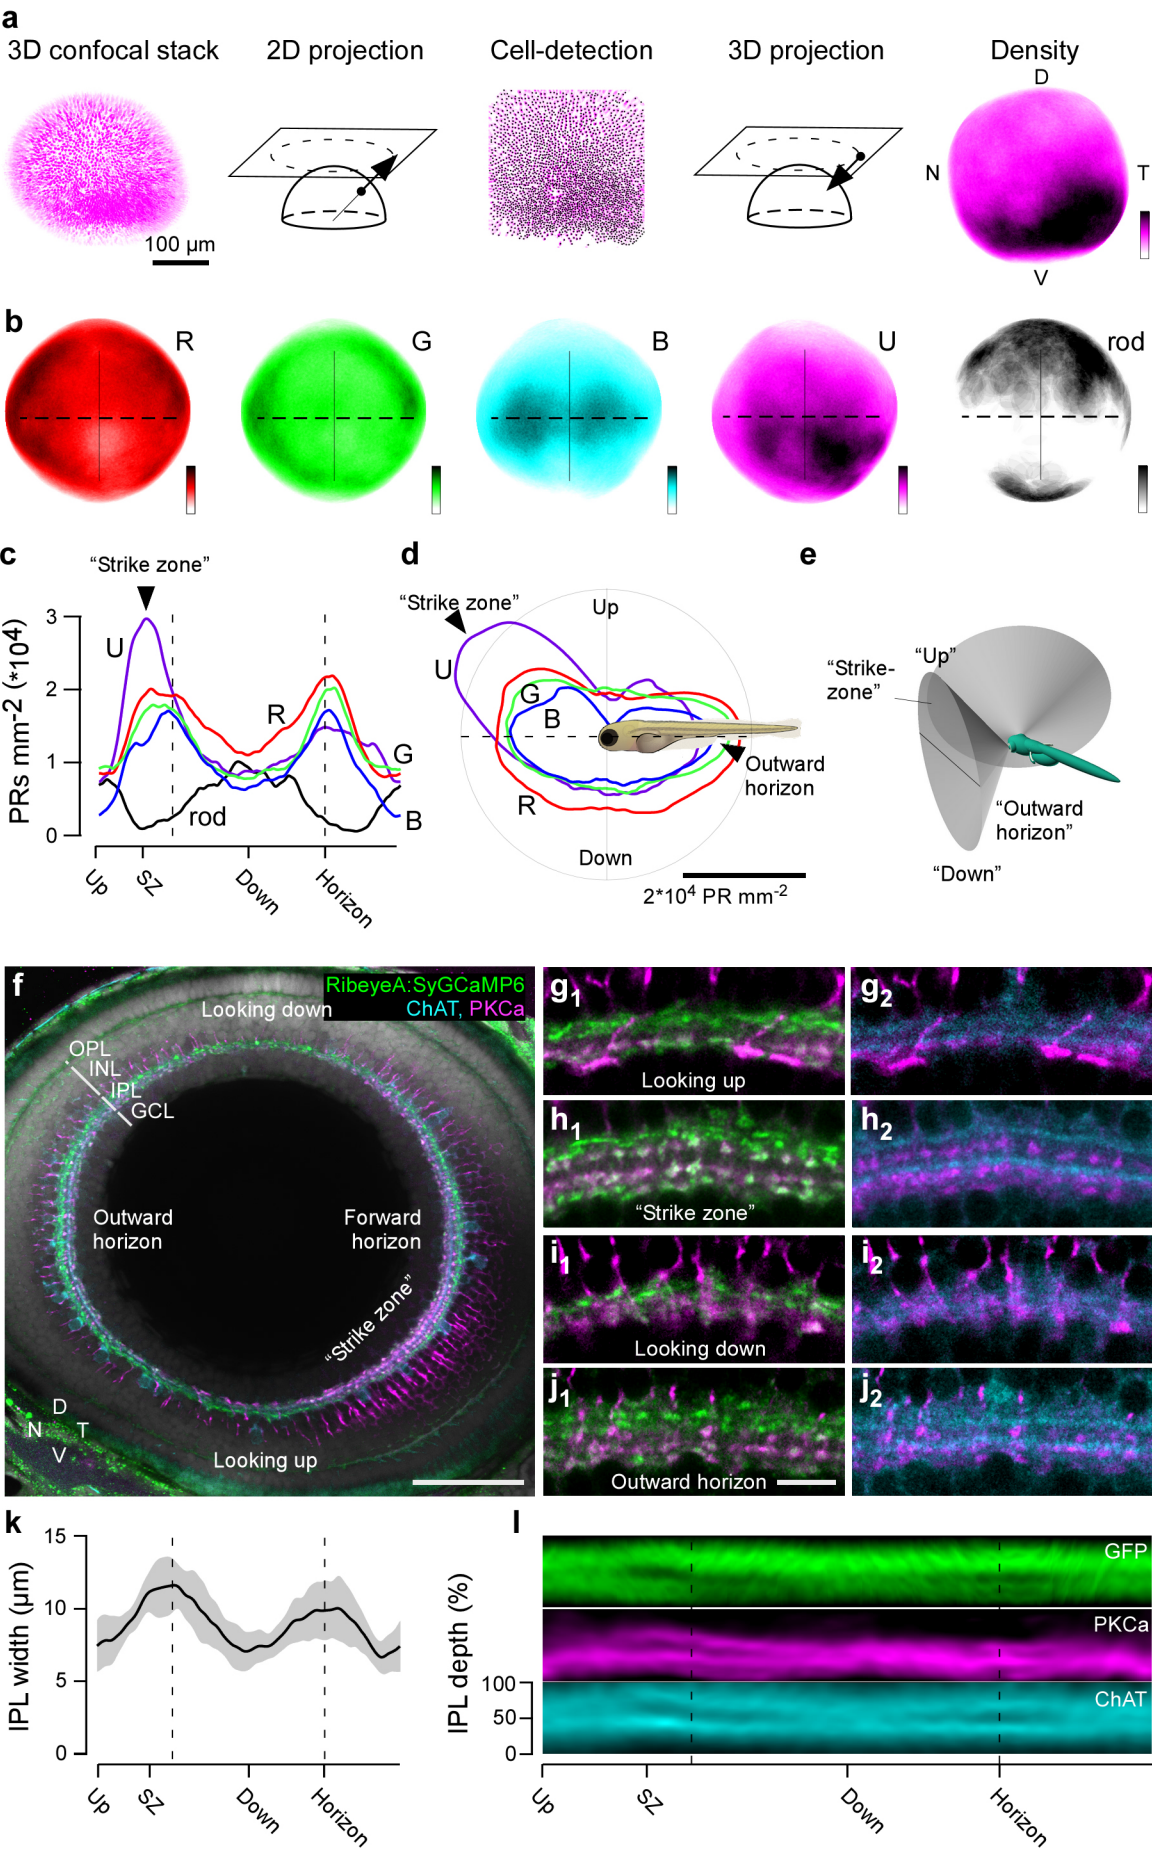 a
3D confocal stack
2D projection
Cell-detection
3D projection
Density
D
N
T
V
100 µm
b
R
G
B
U
rod
c
“Strike zone”
3
2
1
0
PRs mm-2 (*104)
U
R
G
rod
B
Up
SZ
Down
Horizon
d
“Strike zone”
Up
U
G
B
R
Outward
horizon
Down
2*104 PR mm-2
e
“Up”
“Strike-
zone”
“Outward
horizon”
“Down”
f
RibeyeA:SyGCaMP6
ChAT, PKCa
Looking down
OPL
INL
IPL
GCL
Outward
horizon
Forward
horizon
“Strike zone”
D
N
T
V
Looking up
g1
Looking up
g2
h1
“Strike zone”
h2
i1
Looking down
i2
j1
Outward horizon
j2
k
15
10
5
0
IPL width (µm)
Up
SZ
Down
Horizon
l
GFP
PKCa
ChAT
IPL depth (%)
100
50
0
Up
SZ
Down
Horizon